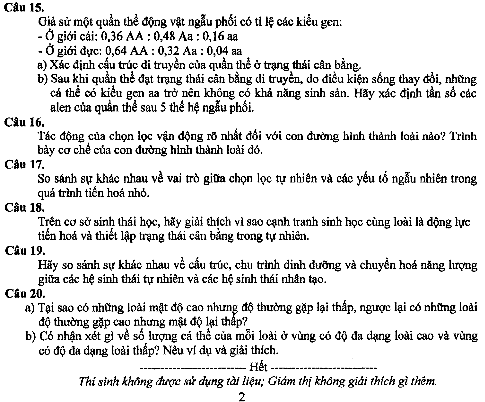 Câu 15.
Giả sử một quần thể động vật ngẫu phối có tỉ lệ các kiểu gen:
- Ở giới cái: 0,36 AA : 0,48 Aa : 0,16 aa
- Ở giới đực: 0,64 AA : 0,32 Aa : 0,04 aa
a) Xác định cấu trúc di truyền của quần thể ở trạng thái cân bằng.
b) Sau khi quần thể đạt trạng thái cân bằng di truyền, do điều kiện sống thay đổi, những
cá thể có kiểu gen aa trở nên không có khả năng sinh sản. Hãy xác định tần số các
alen của quần thể sau 5 thế hệ ngẫu phối.
Câu 16.
Tác động của chọn lọc vận động rõ nhất đối với con đường hình thành loài nào? Trình
bày cơ chế của con đường hình thành loài đó.
Câu 17.
So sánh sự khác nhau về vai trò giữa chọn lọc tự nhiên và các yếu tố ngẫu nhiên trong
quá trình tiến hoá nhỏ.
Câu 18.
Trên cơ sở sinh thái học, hãy giải thích vì sao cạnh tranh sinh học cùng loài là động lực
tiến hoá và thiết lập trạng thái cân bằng trong tự nhiên.
Câu 19.
Hãy so sánh sự khác nhau về cấu trúc, chu trình dinh dưỡng và chuyển hoá năng lượng
giữa các hệ sinh thái tự nhiên và các hệ sinh thái nhân tạo.
Câu 20.
a) Tại sao có những loài mật độ cao nhưng độ thường gặp lại thấp, ngược lại có những loài
độ thường gặp cao nhưng mật độ lại thấp?
b) Có nhận xét gì về số lượng cá thể của mỗi loài ở vùng có độ đa dạng loài cao và vùng
có độ đa dạng loài thấp? Nêu ví dụ và giải thích.
------------------------- Hết -------------------------
Thí sinh không được sử dụng tài liệu; Giám thị không giải thích gì thêm.
2